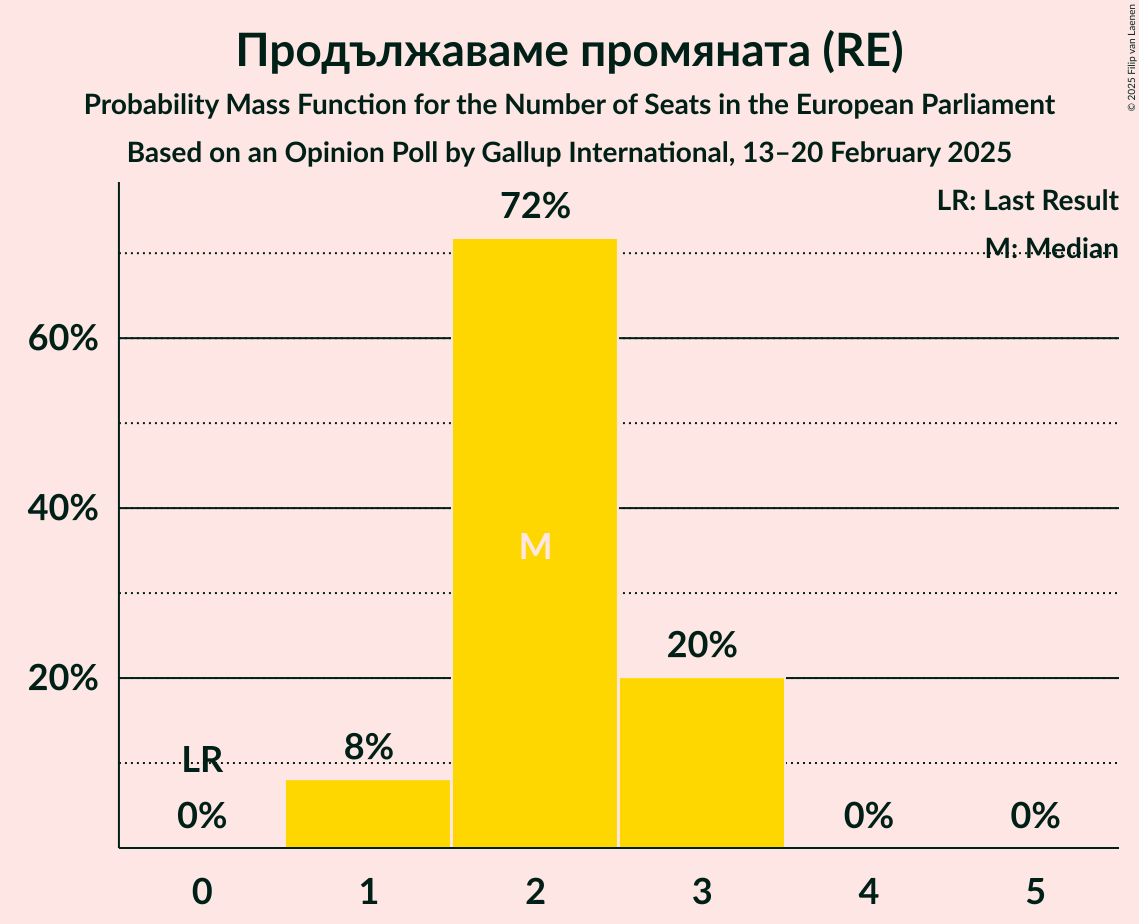 Продължаваме промяната (RE)
Probability Mass Function for the Number of Seats in the European Parliament
Based on an Opinion Poll by Gallup International, 13–20 February 2025
© 2025 Filip van Laenen
LR: Last Result
M: Median
72%
60%
40%
M
20%
20%
LR
8%
0%
0%
0%
0 1 2 3 4 5